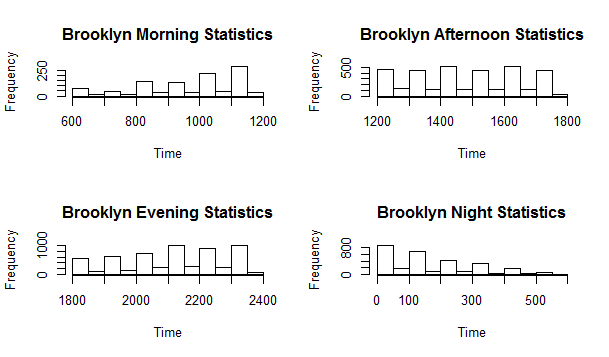 Brooklyn Morning Statistics
Frequency
0 250
600 800 1000 1200
Time
Brooklyn Afternoon Statistics
Frequency
0 500
1200 1400 1600 1800
Time
Brooklyn Evening Statistics
Frequency
0 1000
1800 2000 2200 2400
Time
Brooklyn Night Statistics
Frequency
0 800
0 100 300 500
Time